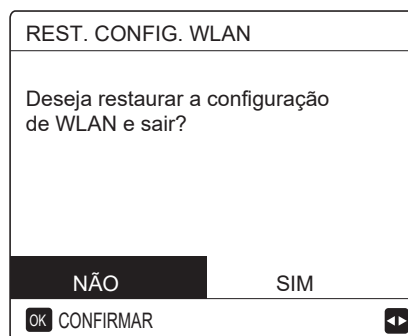 REST. CONFIG. WLAN
Deseja restaurar a configuração
de WLAN e sair?
NÃO SIM
OK CONFIRMAR